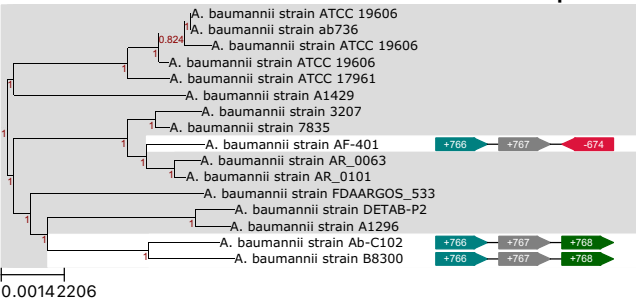 A. baumannii strain ATCC 19606
1 A. baumannii strain ab736
0.824 A. baumannii strain ATCC 19606
1 A. baumannii strain ATCC 19606
A. baumannii strain ATCC 17961
1 A. baumannii strain A1429
A. baumannii strain 3207
1 A. baumannii strain 7835
1 1 A. baumannii strain AF-401 +766 +767 -674
1 A. baumannii strain AR_0063
1 1 A. baumannii strain AR_0101
A. baumannii strain FDAARGOS_533
1 A. baumannii strain DETAB-P2
1 1 A. baumannii strain A1296
A. baumannii strain Ab-C102 +766 +767 +768
1 1 A. baumannii strain B8300 +766 +767 +768
0.00142206